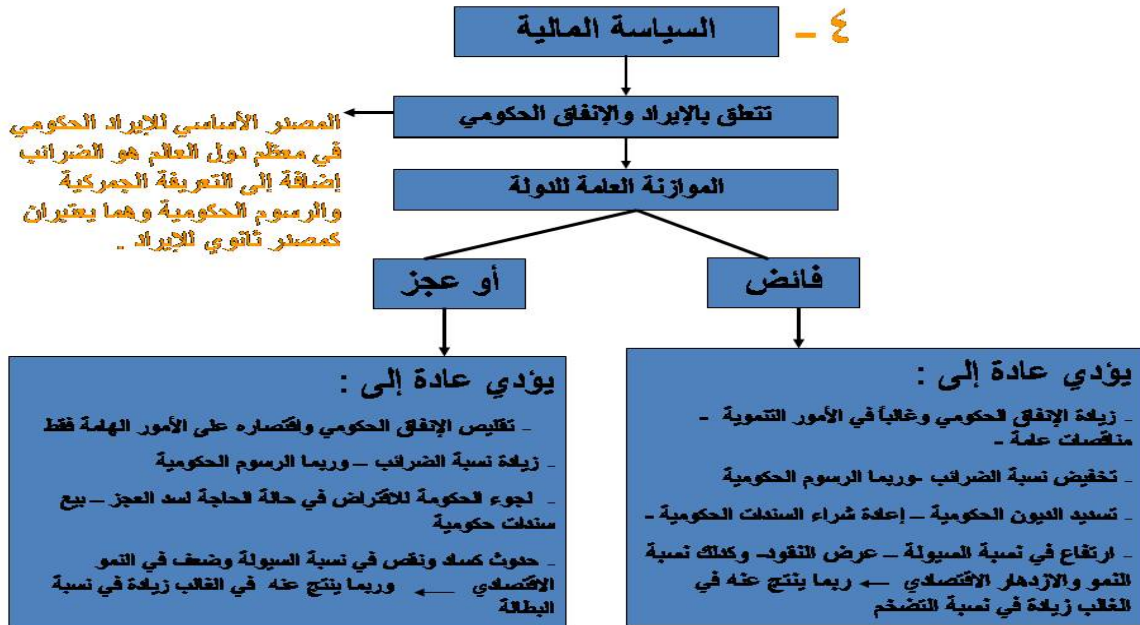 ٤ -
السياسة المالية
تتعلق بالإيراد والإنفاق الحكومي
المصدر الأساسي للإيراد الحكومي
في معظم دول العالم هو الضرائب
إضافة إلى التعريفة الجمركية
والرسوم الحكومية وهما يعتبران
كمصدر ثانوي للإيراد .
الموازنة العامة للدولة
فائض
أو عجز
يؤدي عادة إلى :
- زيادة الإنفاق الحكومي وغالباً في الأمور التنموية -
مناقصات عامة -
- تخفيض نسبة الضرائب -وربما الرسوم الحكومية
- تسديد الديون الحكومية – إعادة شراء السندات الحكومية -
- ارتفاع في نسبة السيولة – عرض النقود- وكذلك نسبة
النمو والازدهار الاقتصادي ← ربما ينتج عنه في
الغالب زيادة في نسبة التضخم
يؤدي عادة إلى :
- تقليص الإنفاق الحكومي واقتصاره على الأمور الهامة فقط
- زيادة نسبة الضرائب – وربما الرسوم الحكومية
- لجوء الحكومة للاقتراض في حالة الحاجة لسد العجز – بيع
سندات حكومية
- حدوث كساد ونقص في نسبة السيولة وضعف في النمو
الاقتصادي ← وربما ينتج عنه في الغالب زيادة في نسبة
البطالة